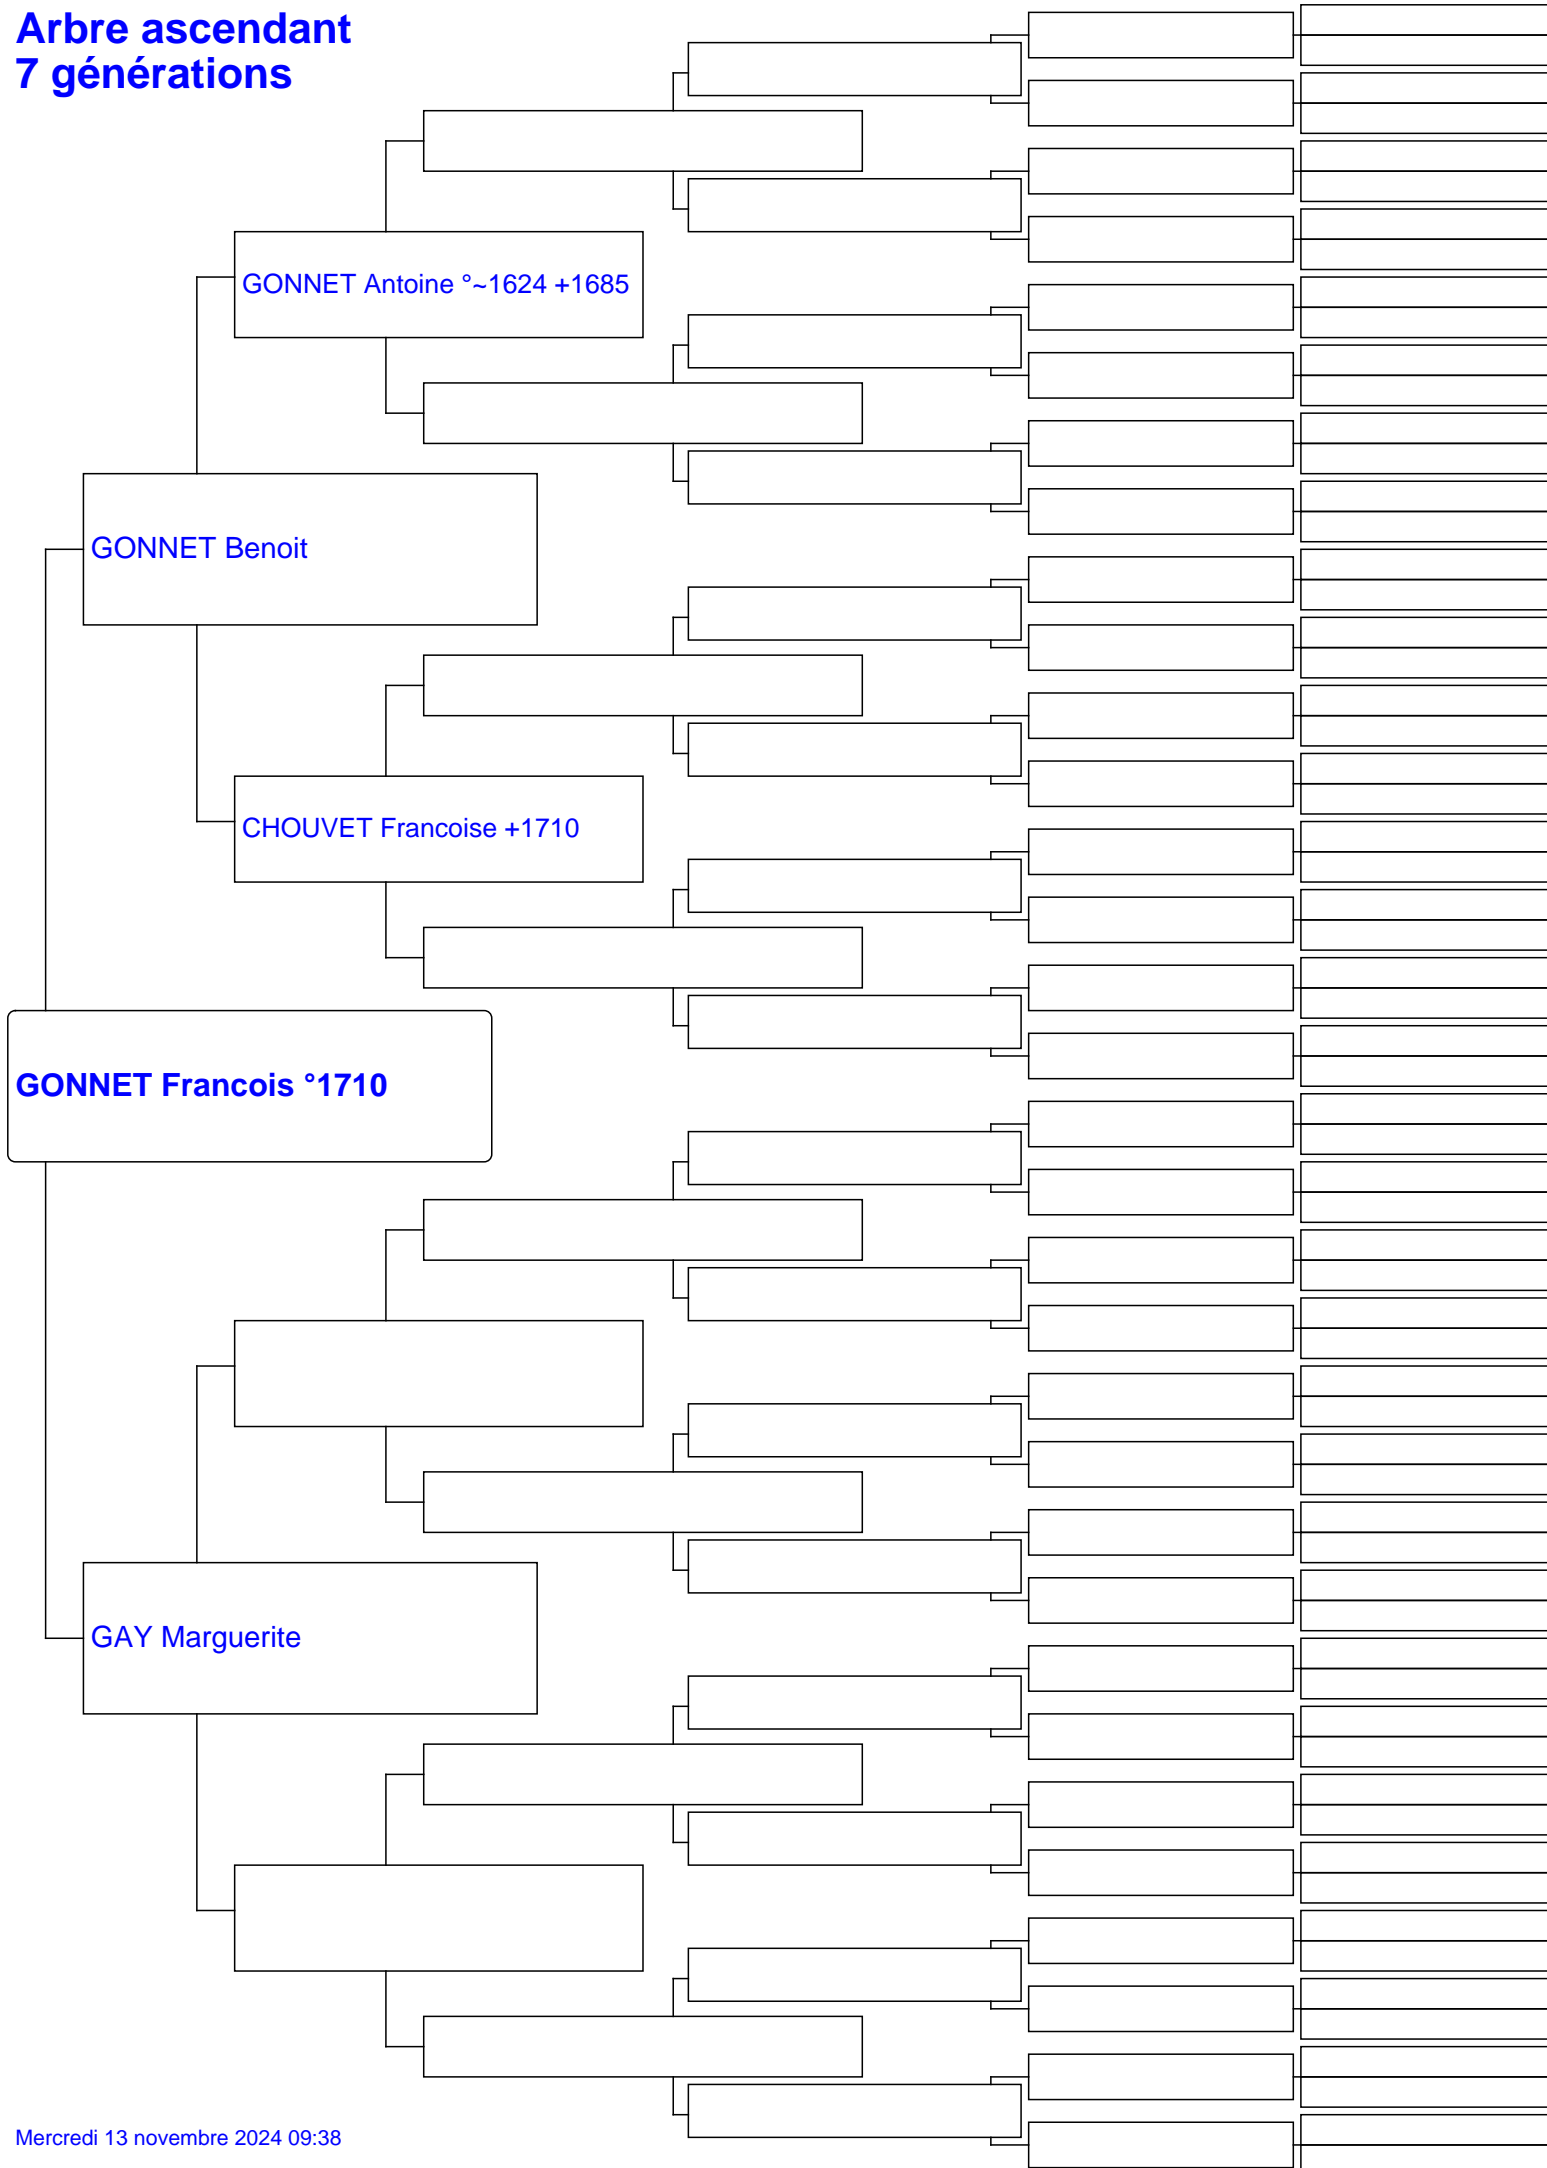 Arbre ascendant
7 générations
GONNET Antoine °~1624 +1685
GONNET Benoit
CHOUVET Francoise +1710
GONNET Francois °1710
GAY Marguerite
Mercredi 13 novembre 2024 09:38